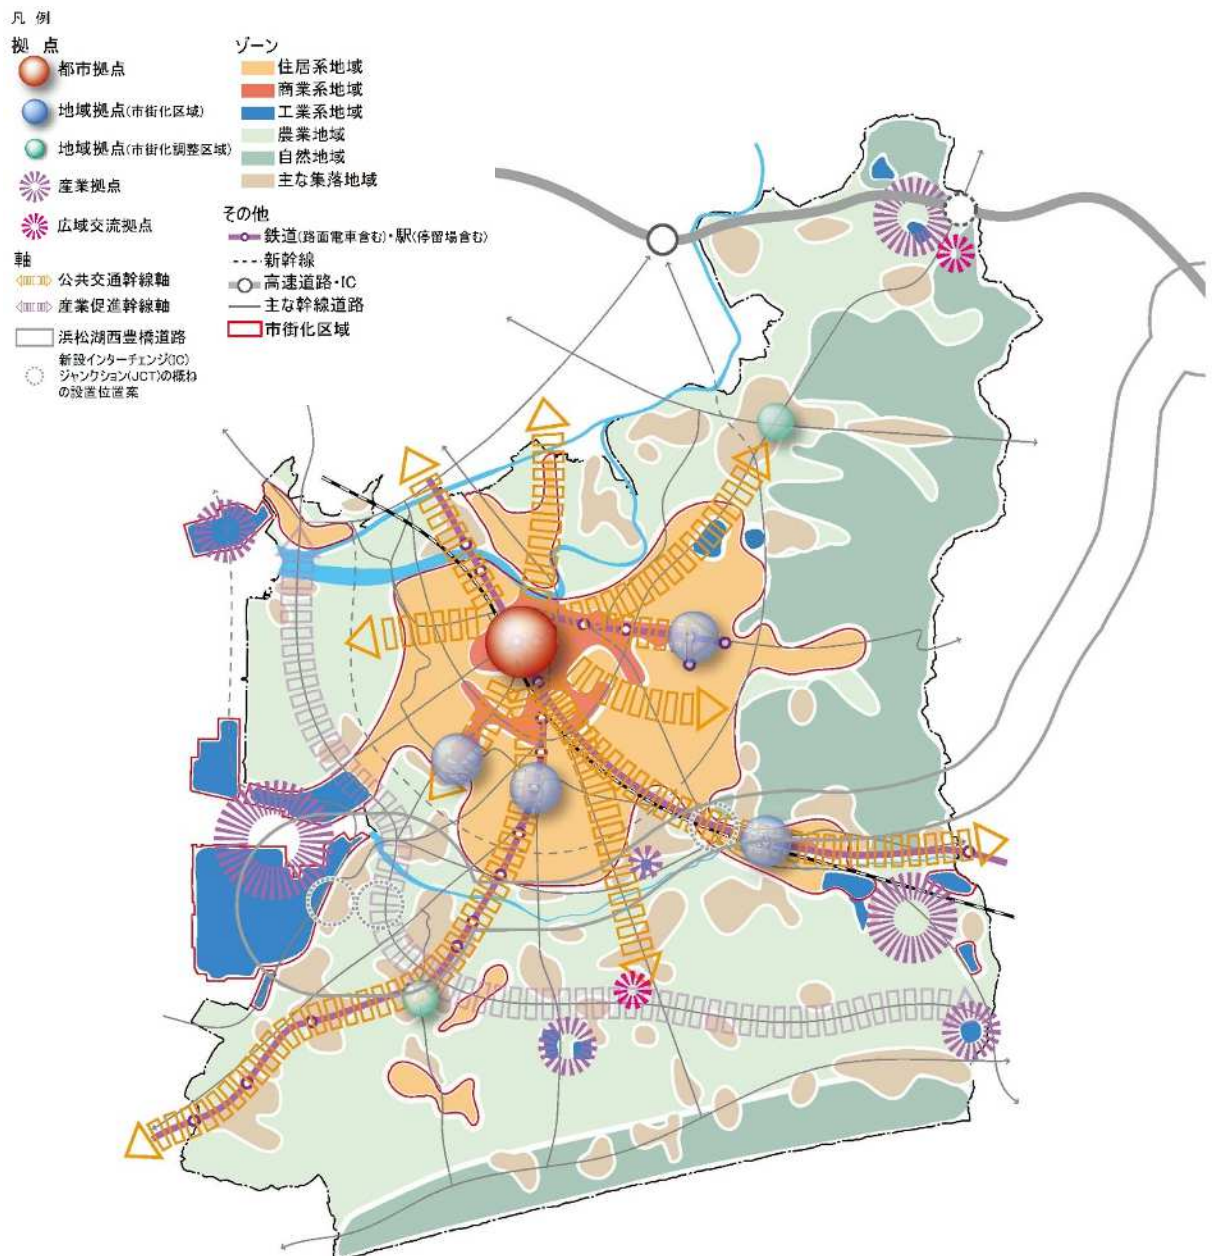 凡 例
拠 点
都市拠点
地域拠点(市街化区域)
地域拠点(市街化調整区域)
産業拠点
広域交流拠点
軸
公共交通幹線軸
産業促進幹線軸
浜松湖西豊橋道路
新設インターチェンジ(IC)
ジャンクション(JCT)の概ね
の設置位置案
ゾーン
住居系地域
商業系地域
工業系地域
農業地域
自然地域
主な集落地域
その他
鉄道(路面電車含む)・駅(停留場含む)
新幹線
高速道路・IC
主な幹線道路
市街化区域